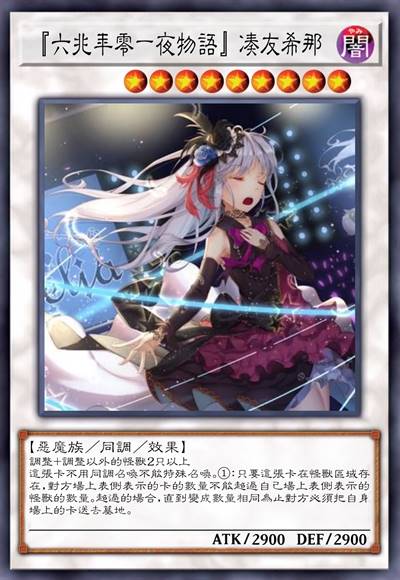 『六兆年零一夜物語』湊友希那
やみ
闇
elia
【惡魔族／同調／效果】
調整+調整以外的怪獸2只以上
這張卡不用同調召喚不能特殊召喚。①:只要這張卡在怪獸區域存
在,對方場上表側表示的卡的數量不能超過自己場上表側表示的
怪獸的數量。超過的場合,直到變成數量相同為止對方必須把自身
場上的卡送去墓地。
ATK/2900 DEF/2900